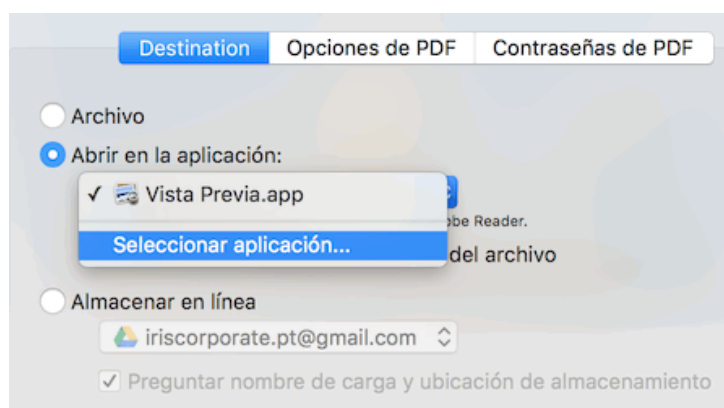 Destination Opciones de PDF Contraseñas de PDF
Archivo
Abrir en la aplicación:
✓ Vista Previa.app
Reader.
Seleccionar aplicación...
del archivo
Almacenar en línea
iriscorporate.pt@gmail.com
Preguntar nombre de carga y ubicación de almacenamiento